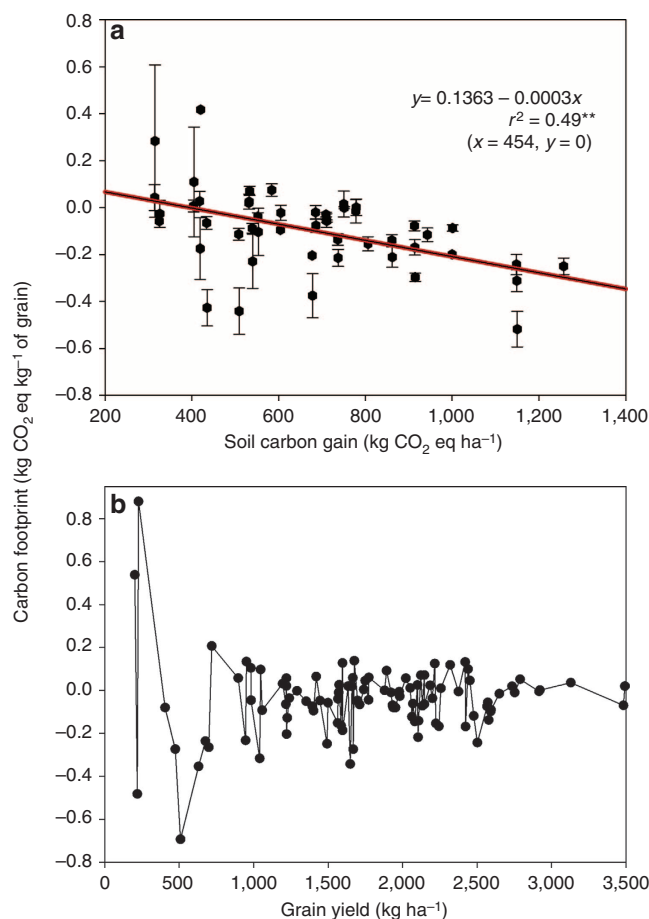 a
0.8
0.6
0.4
0.2
0.0
–0.2
–0.4
–0.6
–0.8
y= 0.1363 – 0.0003x
r² = 0.49**
(x = 454, y = 0)
200 400 600 800 1,000 1,200 1,400
Soil carbon gain (kg CO₂ eq ha⁻¹)
Carbon footprint (kg CO₂ eq kg⁻¹ of grain)
b
0.8
0.6
0.4
0.2
0.0
–0.2
–0.4
–0.6
–0.8
0 500 1,000 1,500 2,000 2,500 3,000 3,500
Grain yield (kg ha⁻¹)